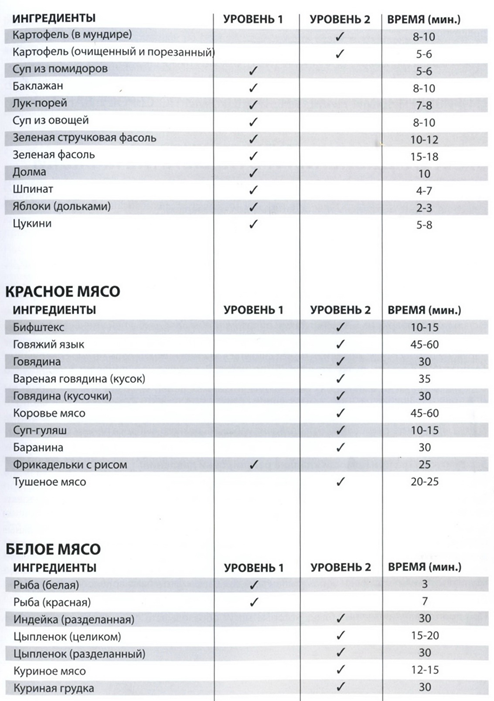 ИНГРЕДИЕНТЫ УРОВЕНЬ 1 УРОВЕНЬ 2 ВРЕМЯ (мин.)
Картофель (в мундире) ✓ 8-10
Картофель (очищенный и порезанный) ✓ 5-6
Суп из помидоров ✓ 5-6
Баклажан ✓ 8-10
Лук-порей ✓ 7-8
Суп из овощей ✓ 8-10
Зеленая стручковая фасоль ✓ 10-12
Зеленая фасоль ✓ 15-18
Долма ✓ 10
Шпинат ✓ 4-7
Яблоки (дольками) ✓ 2-3
Цукини ✓ 5-8
КРАСНОЕ МЯСО
ИНГРЕДИЕНТЫ УРОВЕНЬ 1 УРОВЕНЬ 2 ВРЕМЯ (мин.)
Бифштекс ✓ 10-15
Говяжий язык ✓ 45-60
Говядина ✓ 30
Вареная говядина (кусок) ✓ 35
Говядина (кусочки) ✓ 30
Коровье мясо ✓ 45-60
Суп-гуляш ✓ 10-15
Баранина ✓ 30
Фрикадельки с рисом ✓ 25
Тушеное мясо ✓ 20-25
БЕЛОЕ МЯСО
ИНГРЕДИЕНТЫ УРОВЕНЬ 1 УРОВЕНЬ 2 ВРЕМЯ (мин.)
Рыба (белая) ✓ 3
Рыба (красная) ✓ 7
Индейка (разделанная) ✓ 30
Цыпленок (целиком) ✓ 15-20
Цыпленок (разделанный) ✓ 30
Куриное мясо ✓ 12-15
Куриная грудка ✓ 30